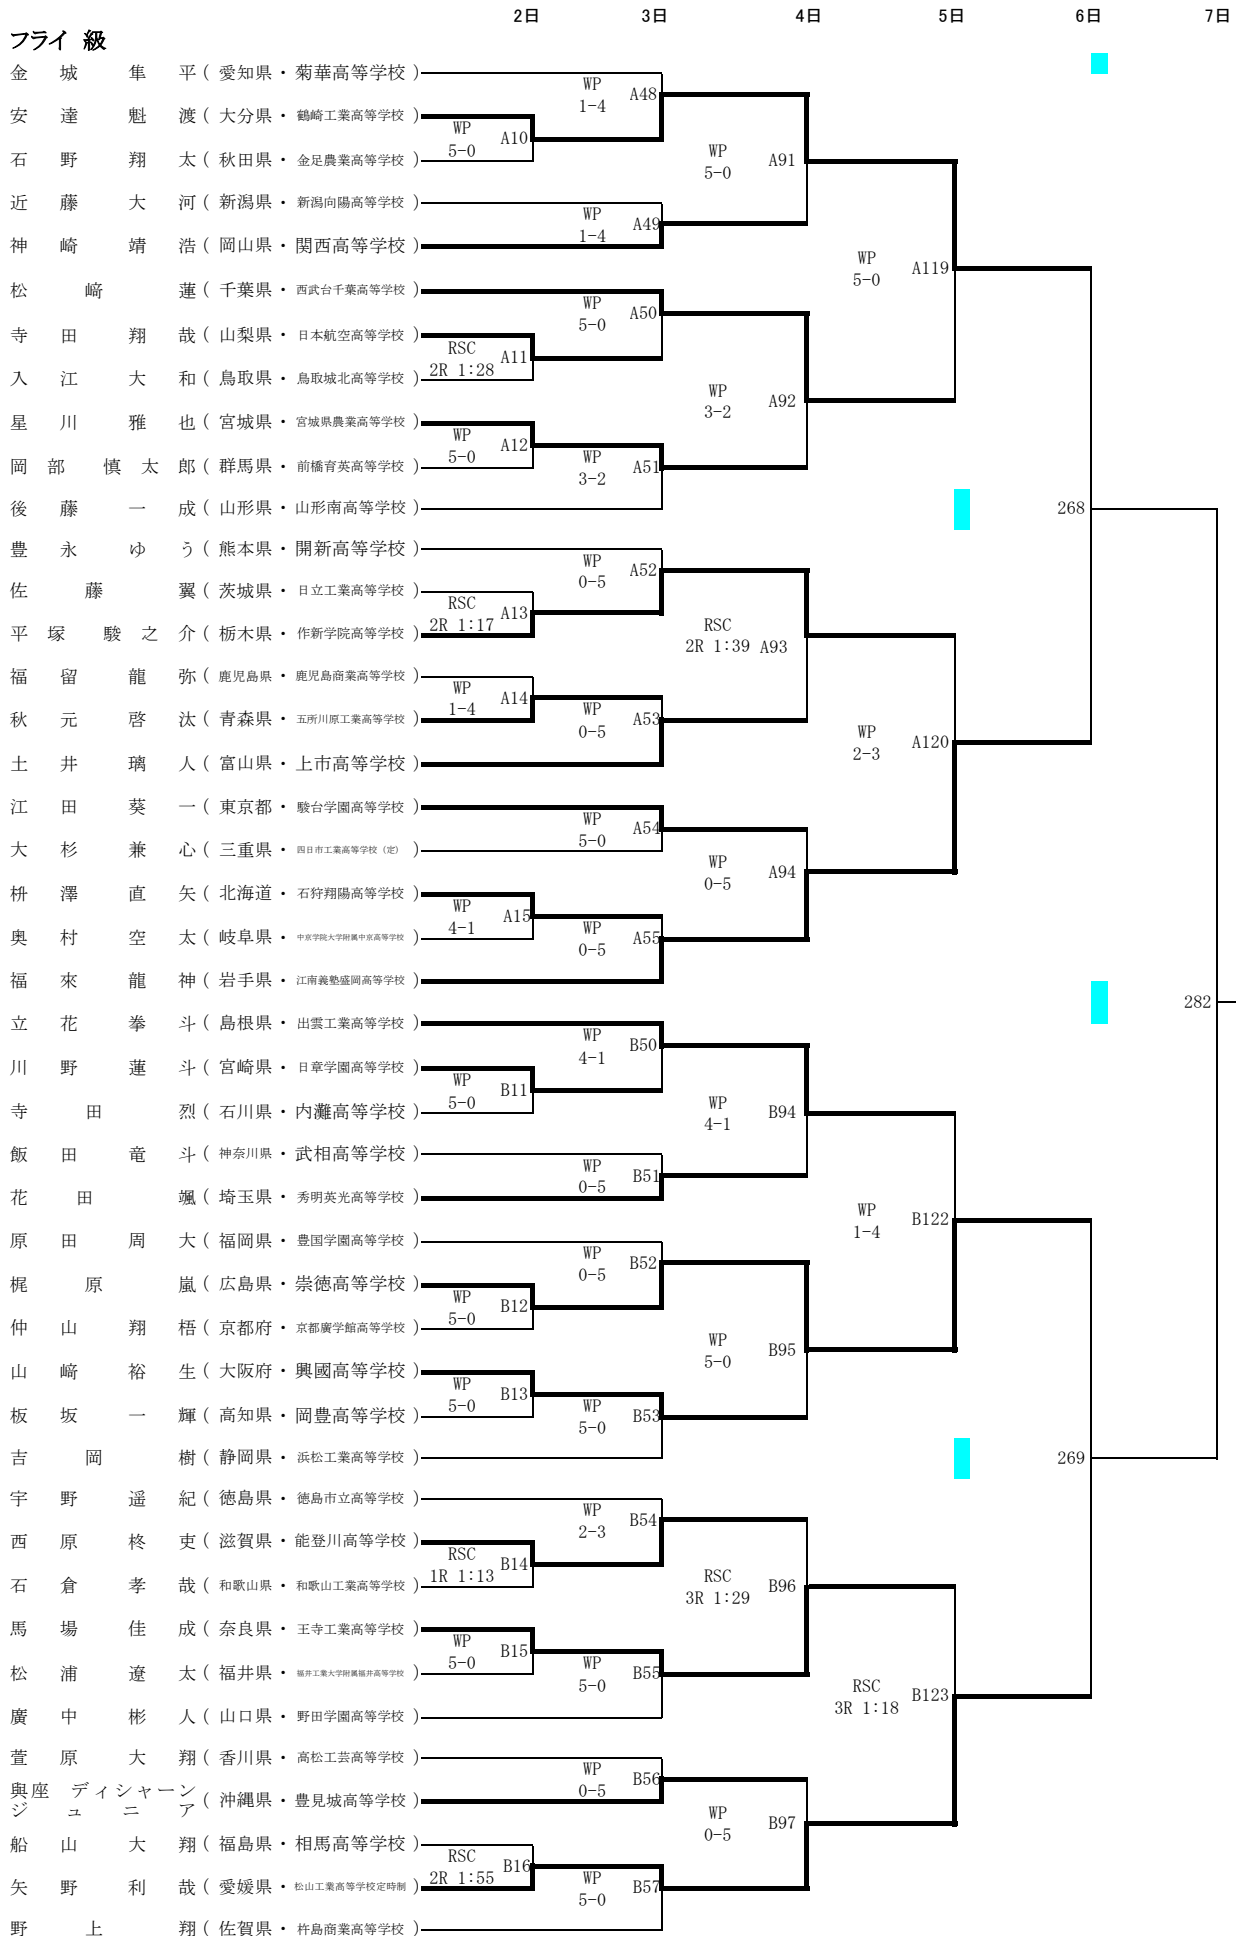 2日 3日 4日 5日 6日 7日
フライ 級
金城 隼平 ( 愛知県 ・ 菊華高等学校 )
WP
1-4 A48
安達 魁渡 ( 大分県 ・ 鶴崎工業高等学校 )
WP
5-0 A10
石野 翔太 ( 秋田県 ・ 金足農業高等学校 )
WP
5-0 A91
近藤 大河 ( 新潟県 ・ 新潟向陽高等学校 )
WP
1-4 A49
神崎 靖浩 ( 岡山県 ・ 関西高等学校 )
WP
5-0 A119
松﨑 蓮 ( 千葉県 ・ 西武台千葉高等学校 )
WP
5-0 A50
寺田 翔哉 ( 山梨県 ・ 日本航空高等学校 )
RSC
2R 1:28 A11
入江 大和 ( 鳥取県 ・ 鳥取城北高等学校 )
WP
3-2 A92
星川 雅也 ( 宮城県 ・ 宮城県農業高等学校 )
WP
5-0 A12
岡部 慎太郎 ( 群馬県 ・ 前橋育英高等学校 )
WP
3-2 A51
後藤 一成 ( 山形県 ・ 山形南高等学校 )
268
豊永 ゆう ( 熊本県 ・ 開新高等学校 )
WP
0-5 A52
佐藤 翼 ( 茨城県 ・ 日立工業高等学校 )
RSC
2R 1:17 A13
平塚 駿之介 ( 栃木県 ・ 作新学院高等学校 )
RSC
2R 1:39 A93
福留 龍弥 ( 鹿児島県 ・ 鹿児島商業高等学校 )
WP
1-4 A14
秋元 啓汰 ( 青森県 ・ 五所川原工業高等学校 )
WP
0-5 A53
土井 璃人 ( 富山県 ・ 上市高等学校 )
WP
2-3 A120
江田 葵一 ( 東京都 ・ 駿台学園高等学校 )
WP
5-0 A54
大杉 兼心 ( 三重県 ・ 四日市工業高等学校（定） )
WP
0-5 A94
枡澤 直矢 ( 北海道 ・ 石狩翔陽高等学校 )
WP
4-1 A15
奥村 空太 ( 岐阜県 ・ 中京学院大学附属中京高等学校 )
WP
0-5 A55
福來 龍神 ( 岩手県 ・ 江南義塾盛岡高等学校 )
282
立花 拳斗 ( 島根県 ・ 出雲工業高等学校 )
WP
4-1 B50
川野 蓮斗 ( 宮崎県 ・ 日章学園高等学校 )
WP
5-0 B11
寺田 烈 ( 石川県 ・ 内灘高等学校 )
WP
4-1 B94
飯田 竜斗 ( 神奈川県 ・ 武相高等学校 )
WP
0-5 B51
花田 颯 ( 埼玉県 ・ 秀明英光高等学校 )
WP
1-4 B122
原田 周大 ( 福岡県 ・ 豊国学園高等学校 )
WP
0-5 B52
梶原 嵐 ( 広島県 ・ 崇徳高等学校 )
WP
5-0 B12
仲山 翔梧 ( 京都府 ・ 京都廣学館高等学校 )
WP
5-0 B95
山﨑 裕生 ( 大阪府 ・ 興國高等学校 )
WP
5-0 B13
板坂 一輝 ( 高知県 ・ 岡豊高等学校 )
WP
5-0 B53
吉岡 樹 ( 静岡県 ・ 浜松工業高等学校 )
269
宇野 遥紀 ( 徳島県 ・ 徳島市立高等学校 )
WP
2-3 B54
西原 柊吏 ( 滋賀県 ・ 能登川高等学校 )
RSC
1R 1:13 B14
石倉 孝哉 ( 和歌山県 ・ 和歌山工業高等学校 )
RSC
3R 1:29 B96
馬場 佳成 ( 奈良県 ・ 王寺工業高等学校 )
WP
5-0 B15
松浦 遼太 ( 福井県 ・ 福井工業大学附属福井高等学校 )
WP
5-0 B55
廣中 彬人 ( 山口県 ・ 野田学園高等学校 )
RSC
3R 1:18 B123
萱原 大翔 ( 香川県 ・ 高松工芸高等学校 )
WP
0-5 B56
與座 ディシャーン
ジュニア ( 沖縄県 ・ 豊見城高等学校 )
WP
0-5 B97
船山 大翔 ( 福島県 ・ 相馬高等学校 )
RSC
2R 1:55 B16
矢野 利哉 ( 愛媛県 ・ 松山工業高等学校定時制 )
WP
5-0 B57
野上 翔 ( 佐賀県 ・ 杵島商業高等学校 )